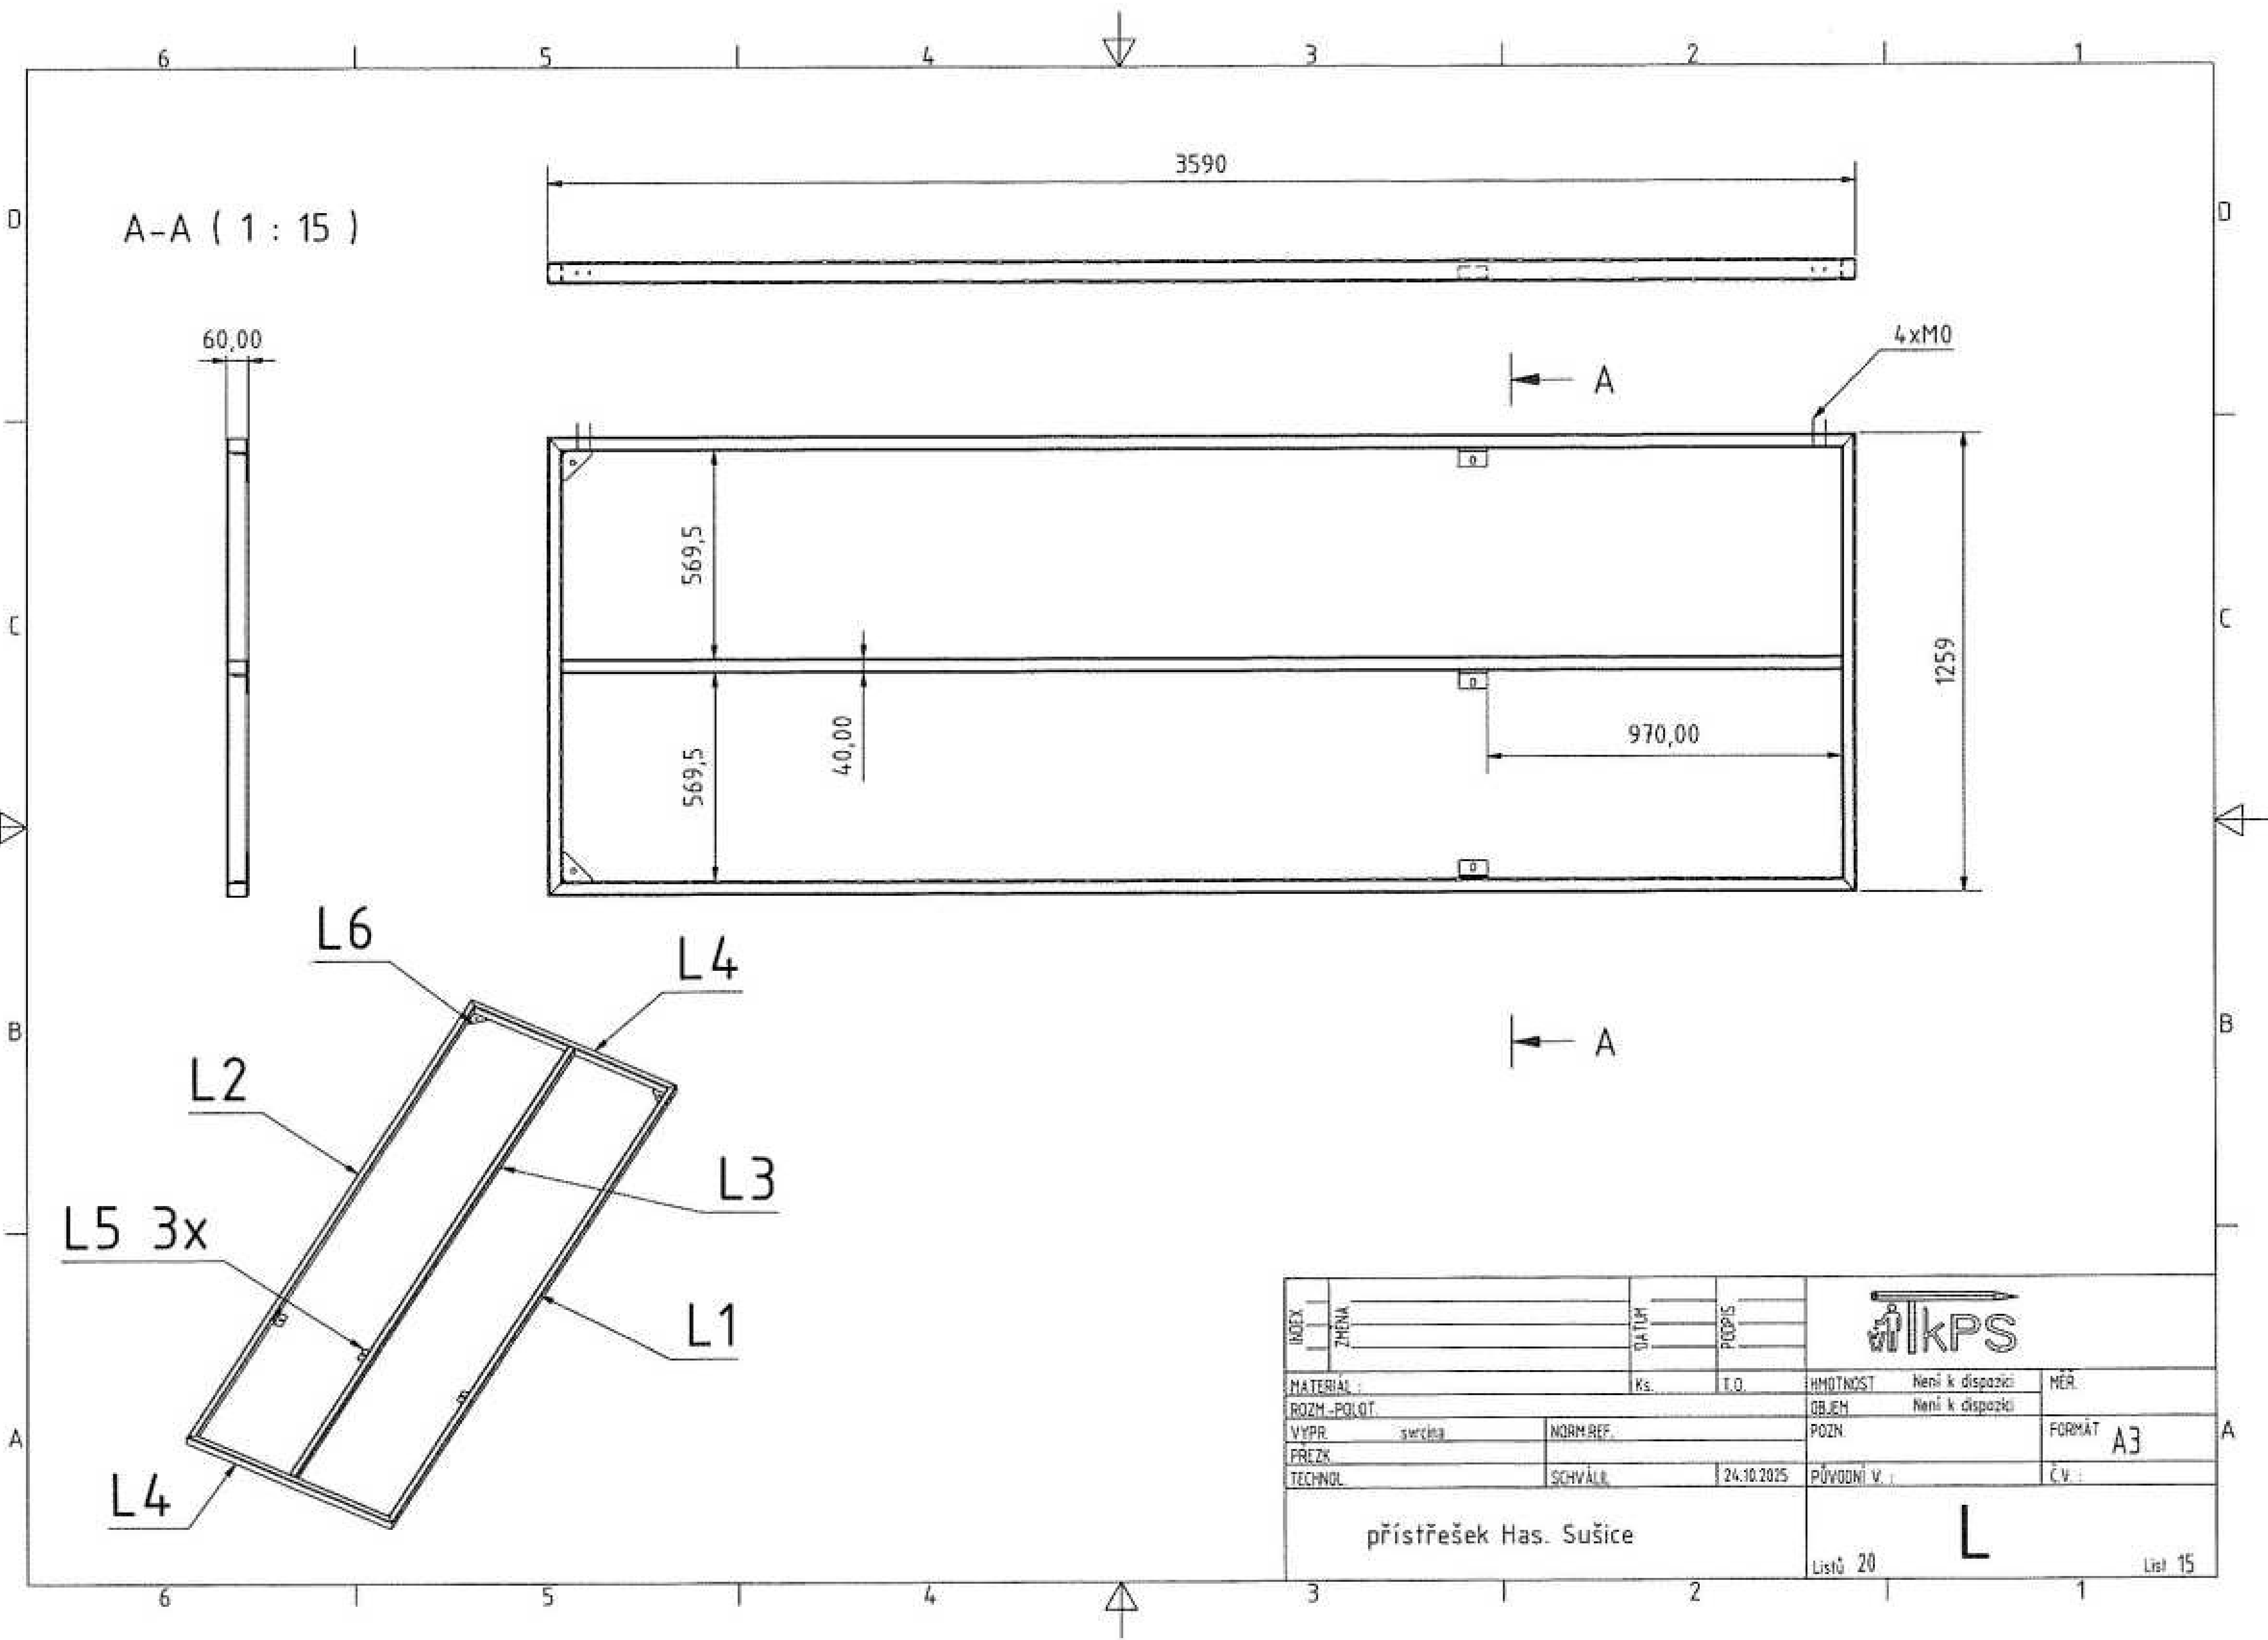 6 5 4 3 2 1
D D
3590
A-A ( 1 : 15 )
60,00
4xM0
A
569,5
C C
1259
40,00
970,00
569,5
L6
L4
B B
A
L2
L3
L5 3x
L1
L4
A A
INDEX
ZMĚNA
DATUM
PODPIS
kPS
MATERIÁL :
Ks.
T.O.
HMOTNOST Není k dispozici
MĚŘ.
ROZM.-POLOT.
OBJEM Není k dispozici
VYPR. svrcina
NORM.REF.
POZN.
FORMÁT A3
PŘEZK.
TECHNOL.
SCHVÁLIL
24.10.2025
PŮVODNÍ V. :
Č.V. :
přístřešek Has. Sušice
L
Listů 20
List 15
6 5 4 3 2 1